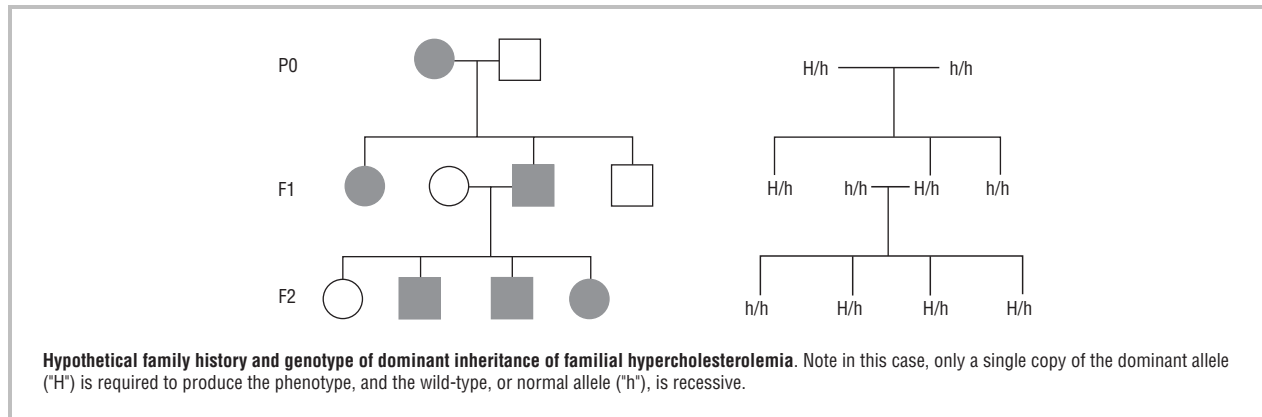 P0
H/h h/h
F1
H/h h/h H/h h/h
F2
h/h H/h H/h H/h
Hypothetical family history and genotype of dominant inheritance of familial hypercholesterolemia. Note in this case, only a single copy of the dominant allele
("H") is required to produce the phenotype, and the wild-type, or normal allele ("h"), is recessive.